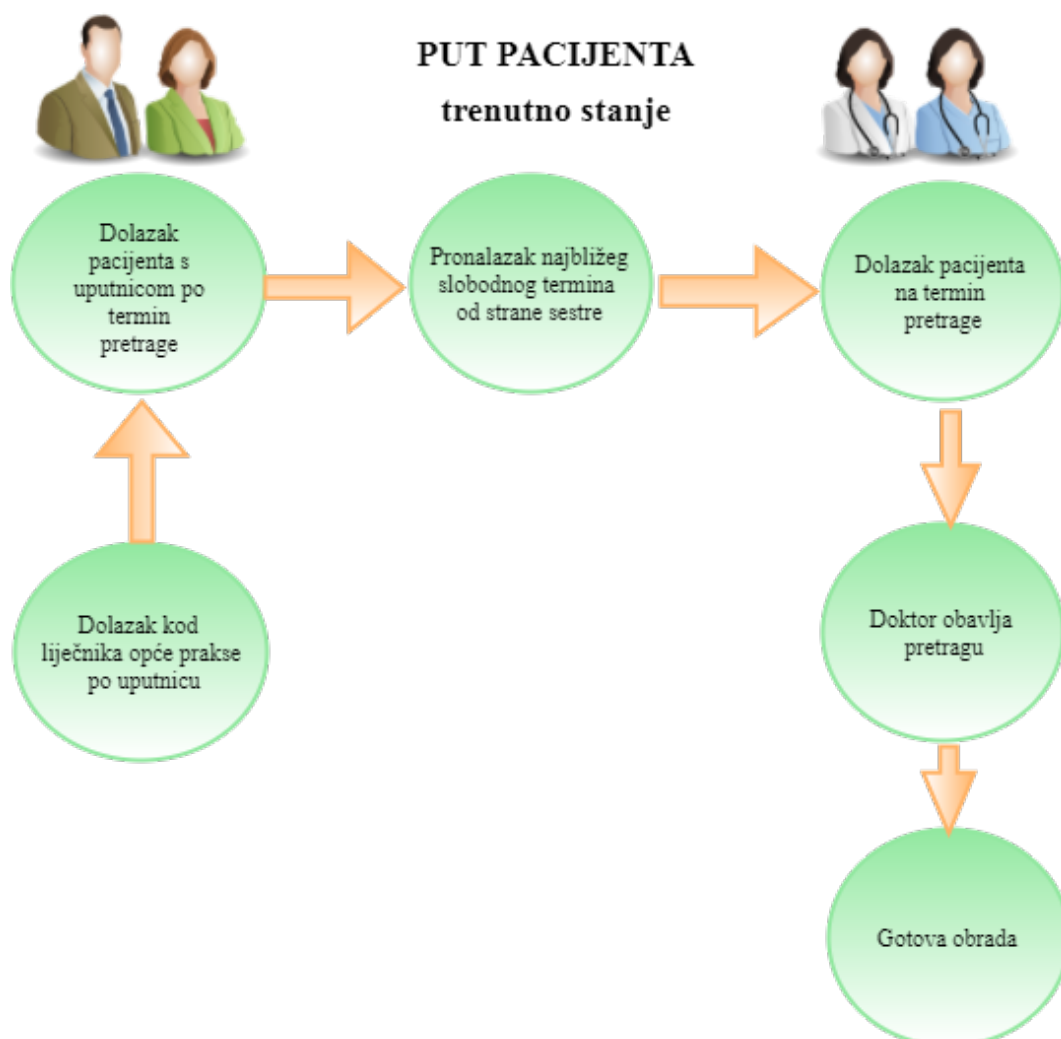 PUT PACIJENTA
trenutno stanje
Dolazak
pacijenta s
uputnicom po
termin
pretrage
Pronalazak najbližeg
slobodnog termina
od strane sestre
Dolazak pacijenta
na termin
pretrage
Dolazak kod
liječnika opće prakse
po uputnicu
Doktor obavlja
pretragu
Gotova obrada